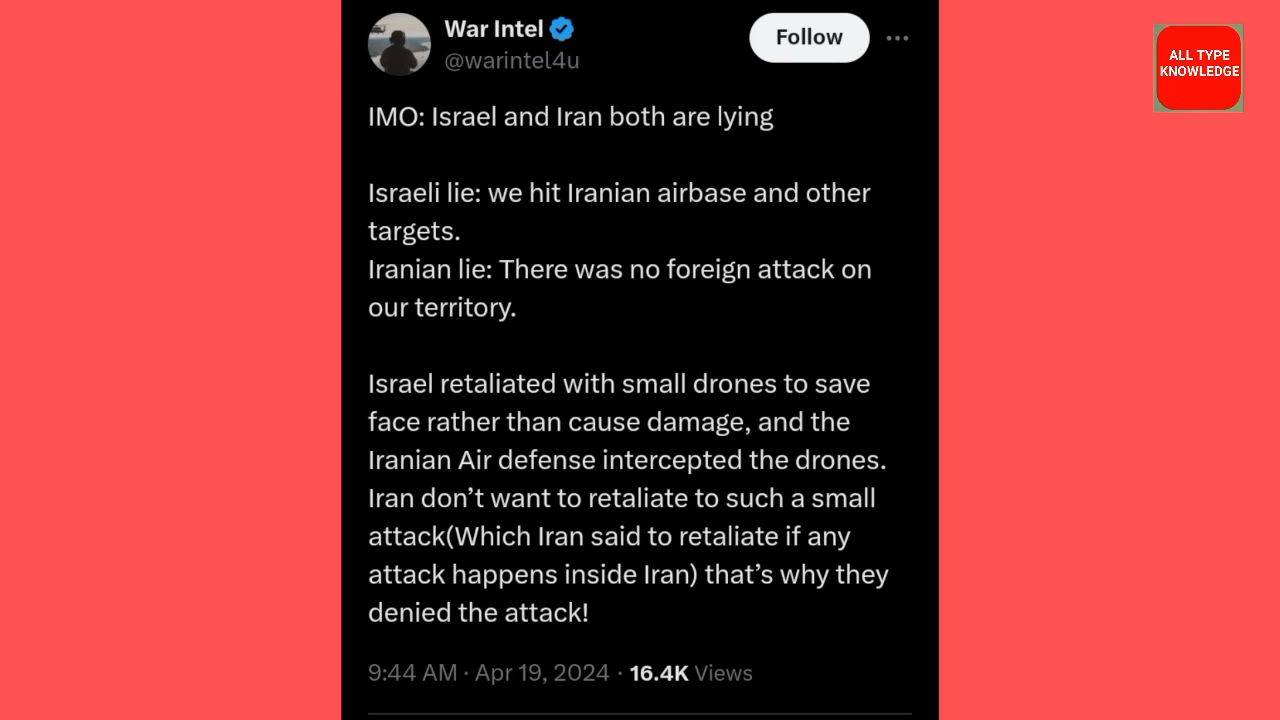 War Intel
@warintel4u
Follow
ALL TYPE
KNOWLEDGE
IMO: Israel and Iran both are lying
Israeli lie: we hit Iranian airbase and other
targets.
Iranian lie: There was no foreign attack on
our territory.
Israel retaliated with small drones to save
face rather than cause damage, and the
Iranian Air defense intercepted the drones.
Iran don’t want to retaliate to such a small
attack(Which Iran said to retaliate if any
attack happens inside Iran) that’s why they
denied the attack!
9:44 AM · Apr 19, 2024 · 16.4K Views